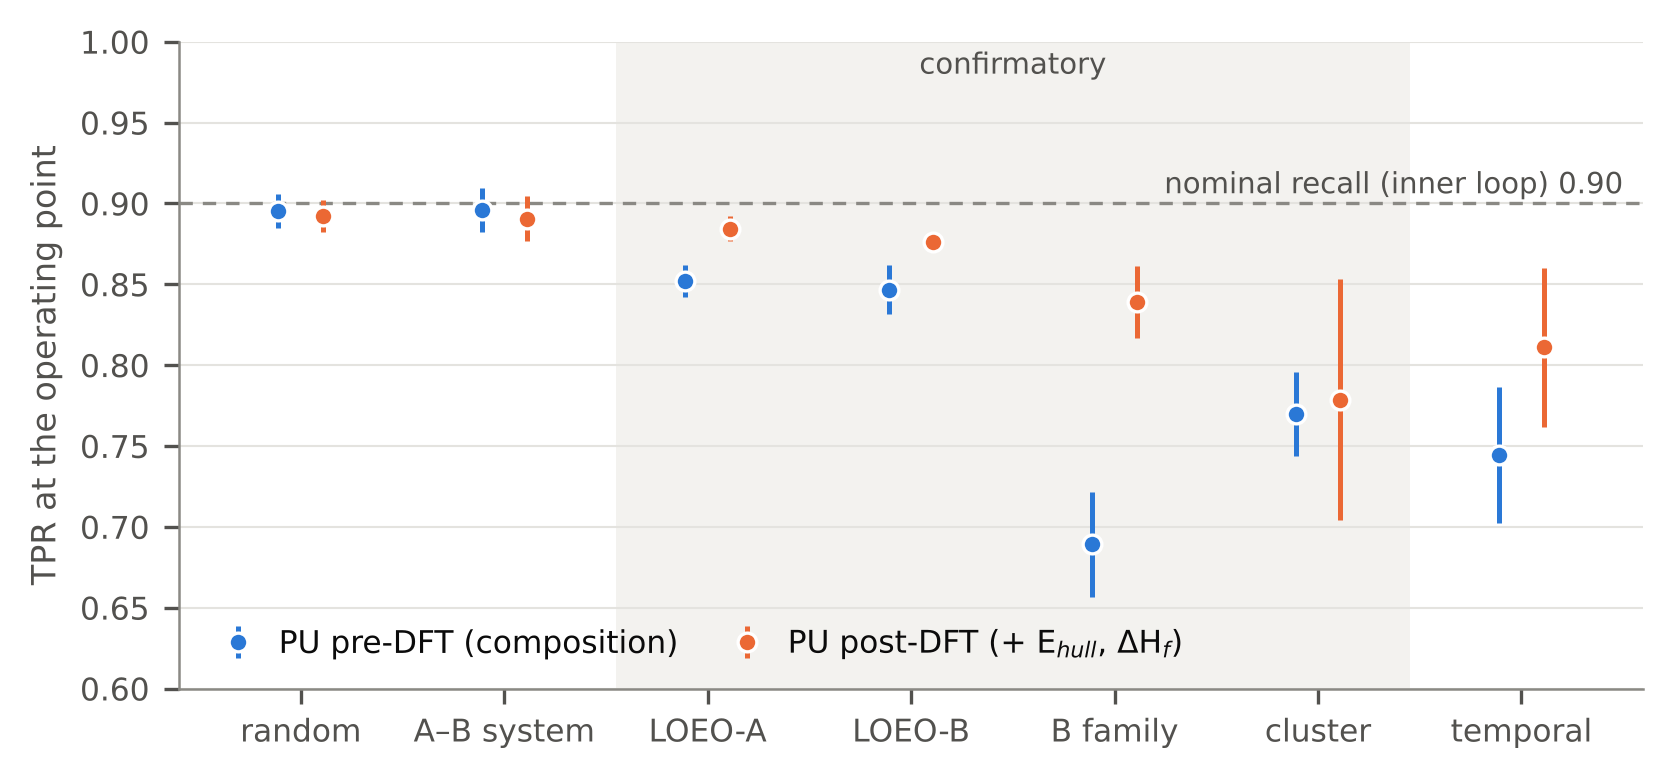 confirmatory
nominal recall (inner loop) 0.90
TPR at the operating point
1.00
0.95
0.90
0.85
0.80
0.75
0.70
0.65
0.60
PU pre-DFT (composition)
PU post-DFT (+ E_hull, ΔH_f)
random
A–B system
LOEO-A
LOEO-B
B family
cluster
temporal